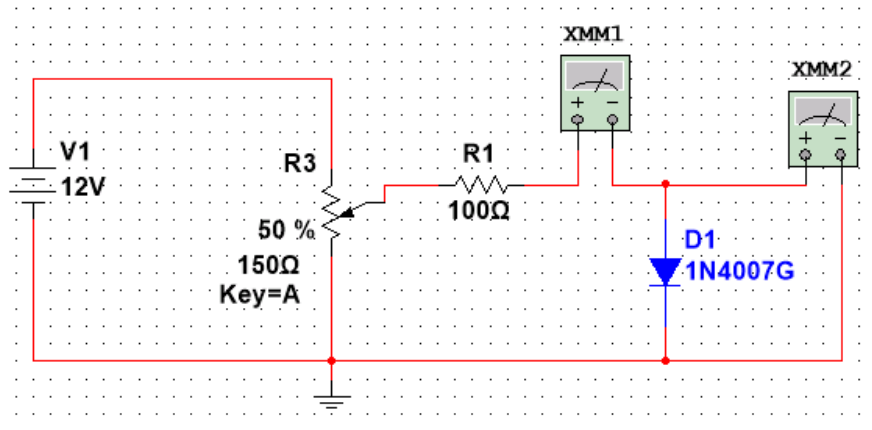 XMM1
+ −
XMM2
+ −
V1
12V
R3
50 %
150Ω
Key=A
R1
100Ω
D1
1N4007G